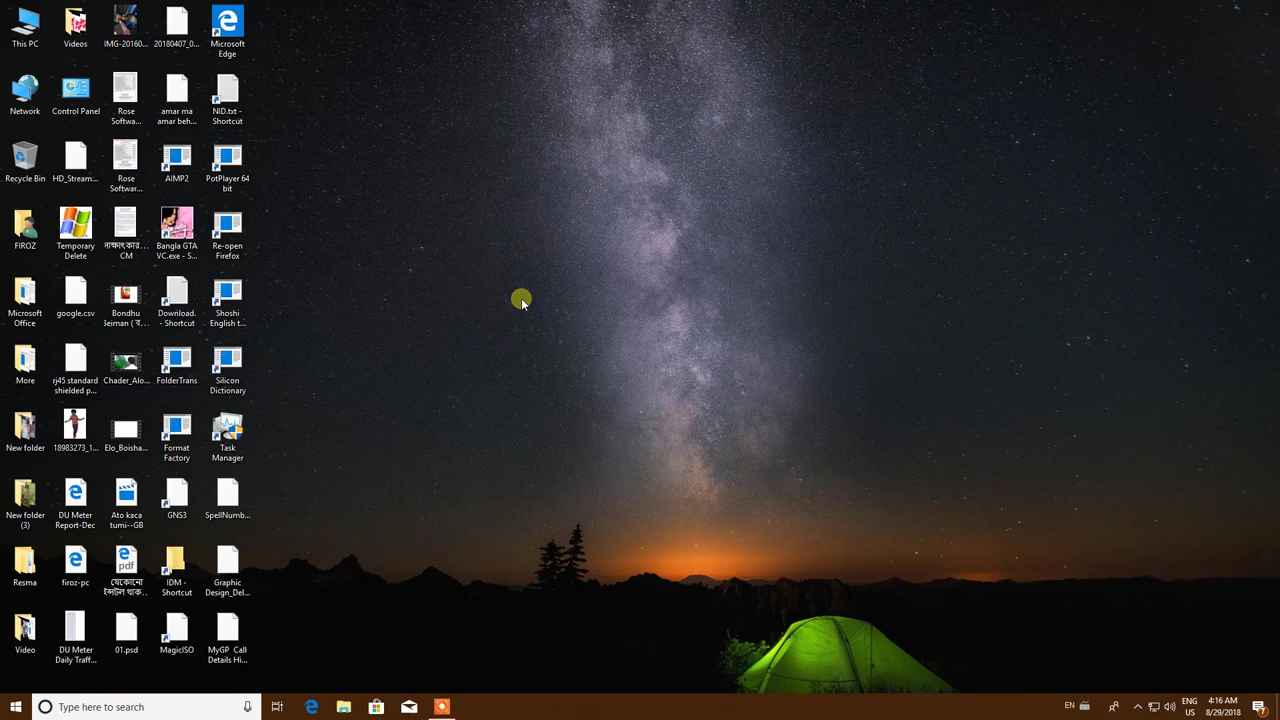 This PC
Videos
IMG-20160...
20180407_0...
Microsoft
Edge
Network
Control Panel
Rose
Softwa...
amar ma
amar beh...
NID.txt -
Shortcut
Recycle Bin
HD_Stream...
Rose
Softwar...
AIMP2
PotPlayer 64
bit
FIROZ
Temporary
Delete
CM
Bangla GTA
VC.exe - S...
Re-open
Firefox
Microsoft
Office
google.csv
Bondhu
Beiman ( ব...
Download.
- Shortcut
Shoshi
English t...
More
rj45 standard
shielded p...
Chader_Alo...
FolderTrans
Silicon
Dictionary
New folder
18983273_1...
Elo_Boisha...
Format
Factory
Task
Manager
New folder
(3)
DU Meter
Report-Dec
Ato kaca
tumi--GB
GNS3
SpellNumb...
Resma
firoz-pc
pdf
যেকোনো
ইন্সটল থাক...
IDM -
Shortcut
Graphic
Design_Del...
Video
DU Meter
Daily Traff...
01.psd
MagicISO
MyGP Call
Details Hi...
Type here to search
EN
ENG
US
4:16 AM
8/29/2018